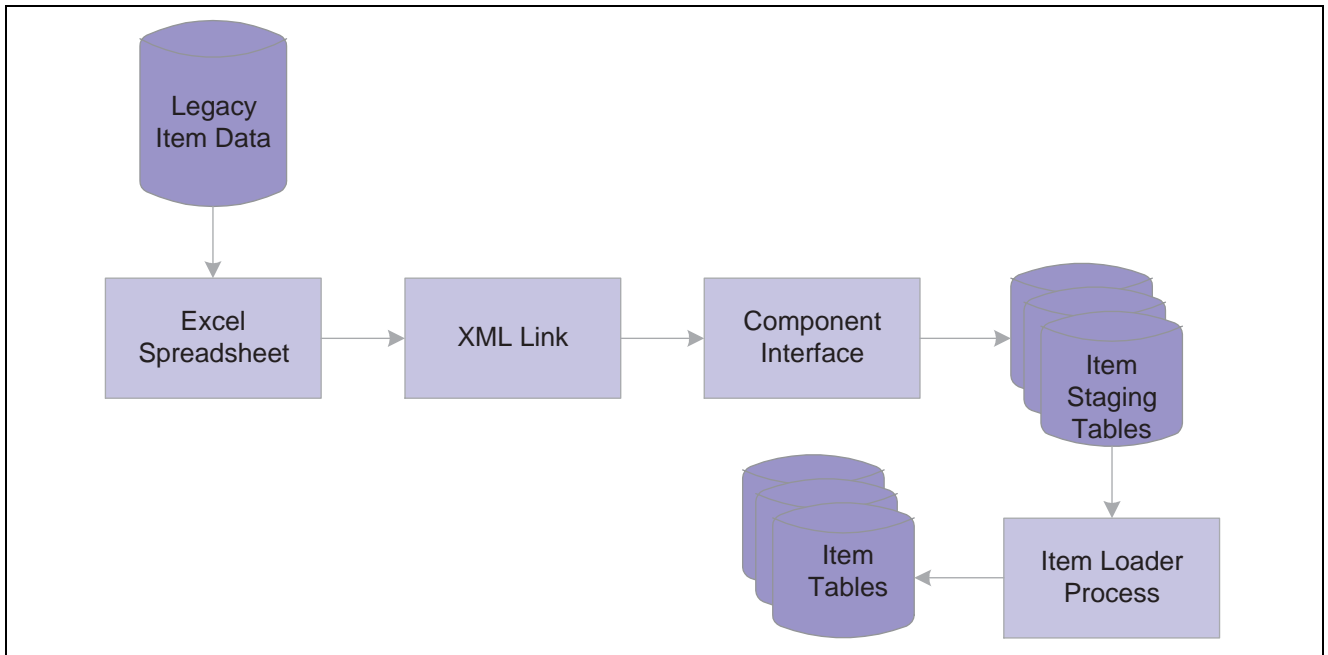 Legacy
Item Data
Excel
Spreadsheet
XML Link
Component
Interface
Item
Staging
Tables
Item
Tables
Item Loader
Process